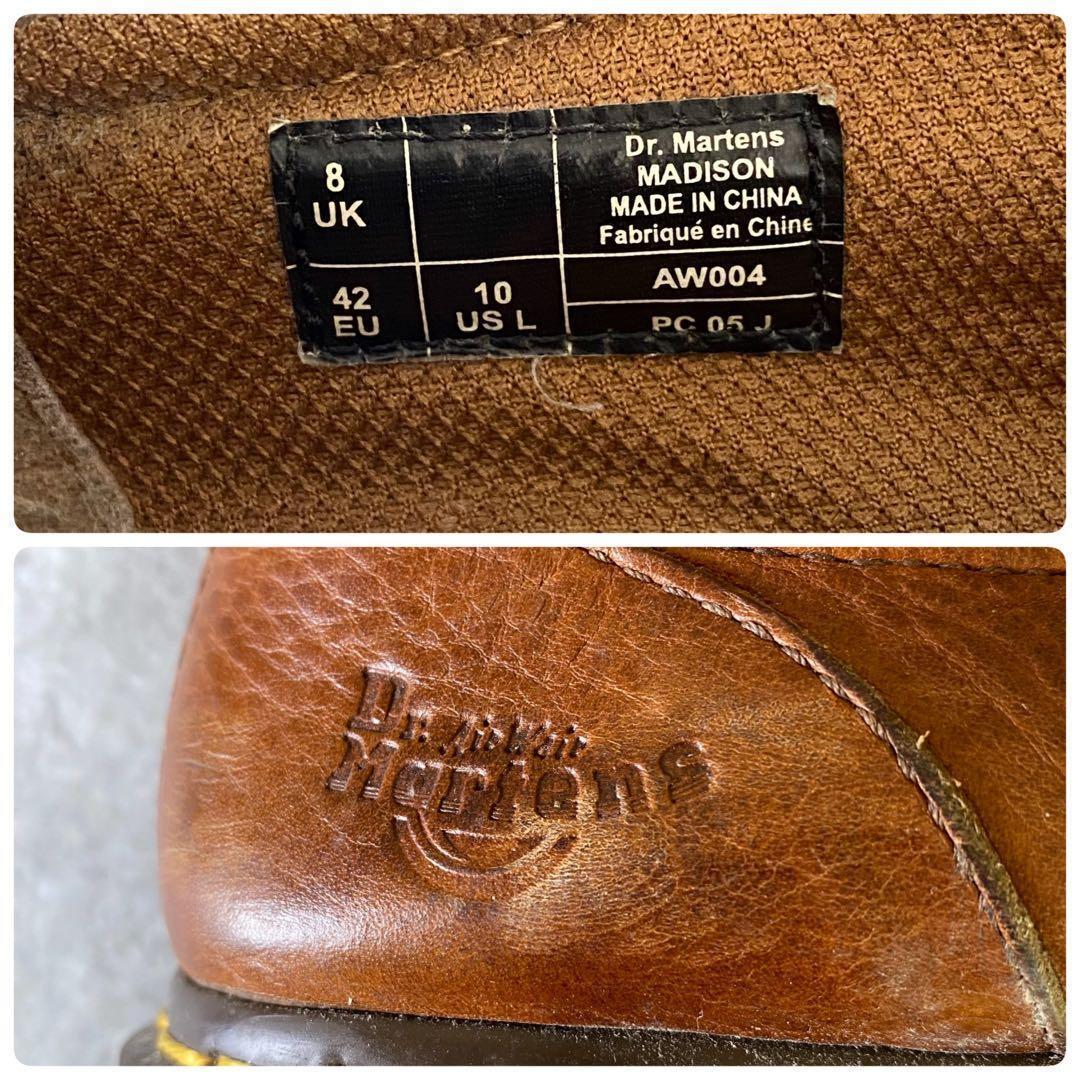 8
UK
Dr. Martens
MADISON
MADE IN CHINA
Fabriqué en Chine
42
EU
10
US L
AW004
PC 05 J
Dr. AirWair
Martens